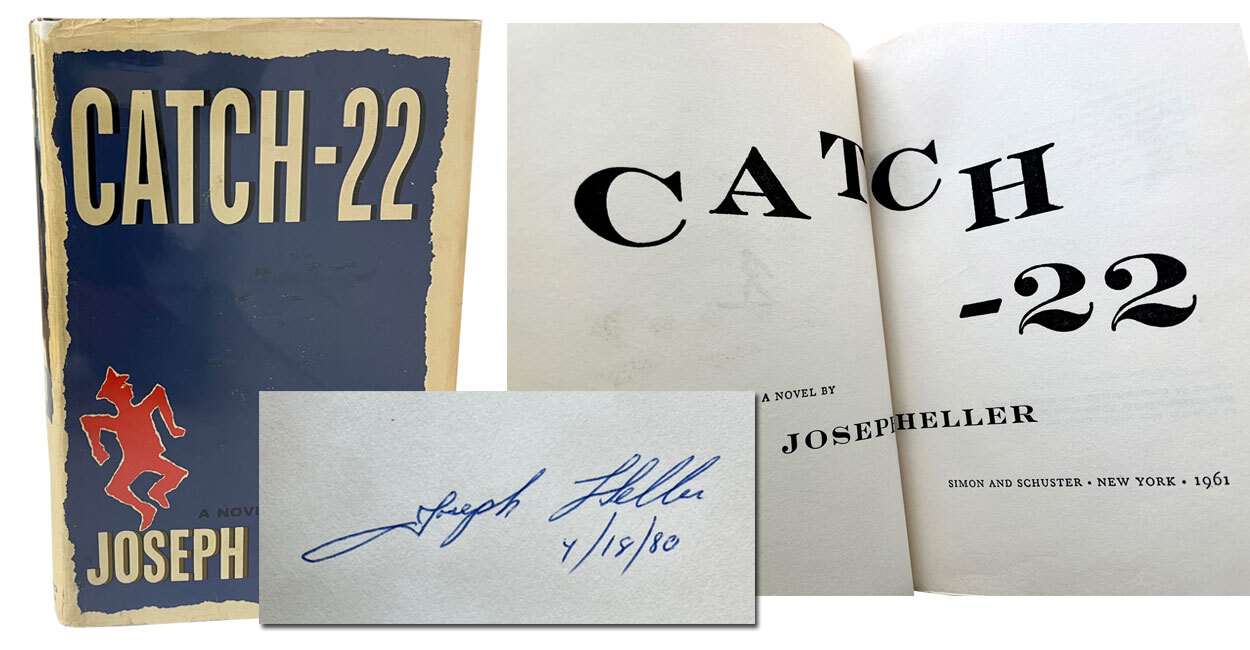 CATCH-22
A NOVE
JOSEPH
Joseph Heller
4/18/80
CATCH
-22
A NOVEL BY
JOSEPH HELLER
SIMON AND SCHUSTER • NEW YORK • 1961